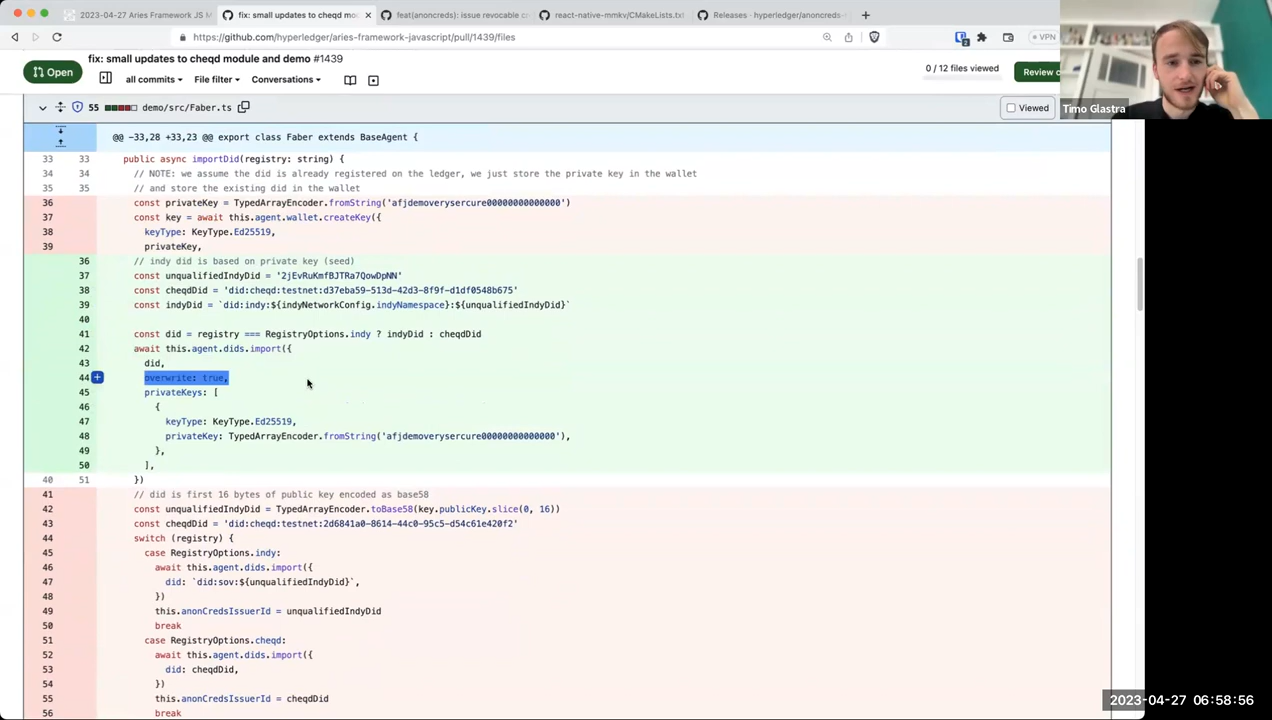 2023-04-27 Aries Framework JS M
fix: small updates to cheqd mod
feat(anoncreds): issue revocable c
react-native-mmkv/CMakeLists.txt
Releases · hyperledger/anoncreds-
https://github.com/hyperledger/aries-framework-javascript/pull/1439/files
VPN
fix: small updates to cheqd module and demo #1439
Open
all commits
File filter
Conversations
0 / 12 files viewed
Review c
Timo Glastra
55
demo/src/Faber.ts
Viewed
@@ -33,28 +33,23 @@ export class Faber extends BaseAgent {
33 33 public async importDid(registry: string) {
34 34 // NOTE: we assume the did is already registered on the ledger, we just store the private key in the wallet
35 35 // and store the existing did in the wallet
36 const privateKey = TypedArrayEncoder.fromString('afjdemoverysercure00000000000000')
37 const key = await this.agent.wallet.createKey({
38 keyType: KeyType.Ed25519,
39 privateKey,
36 // indy did is based on private key (seed)
37 const unqualifiedIndyDid = '2jEvRuKmfBJTRa7QowDpNN'
38 const cheqdDid = 'did:cheqd:testnet:d37eba59-513d-42d3-8f9f-d1df0548b675'
39 const indyDid = `did:indy:${indyNetworkConfig.indyNamespace}:${unqualifiedIndyDid}`
40
41 const did = registry === RegistryOptions.indy ? indyDid : cheqdDid
42 await this.agent.dids.import({
43 did,
44 overwrite: true,
45 privateKeys: [
46 {
47 keyType: KeyType.Ed25519,
48 privateKey: TypedArrayEncoder.fromString('afjdemoverysercure00000000000000'),
49 },
50 ],
40 51 })
41 // did is first 16 bytes of public key encoded as base58
42 const unqualifiedIndyDid = TypedArrayEncoder.toBase58(key.publicKey.slice(0, 16))
43 const cheqdDid = 'did:cheqd:testnet:2d6841a0-8614-44c0-95c5-d54c61e420f2'
44 switch (registry) {
45 case RegistryOptions.indy:
46 await this.agent.dids.import({
47 did: `did:sov:${unqualifiedIndyDid}`,
48 })
49 this.anonCredsIssuerId = unqualifiedIndyDid
50 break
51 case RegistryOptions.cheqd:
52 await this.agent.dids.import({
53 did: cheqdDid,
54 })
55 this.anonCredsIssuerId = cheqdDid
56 break
2023-04-27 06:58:56